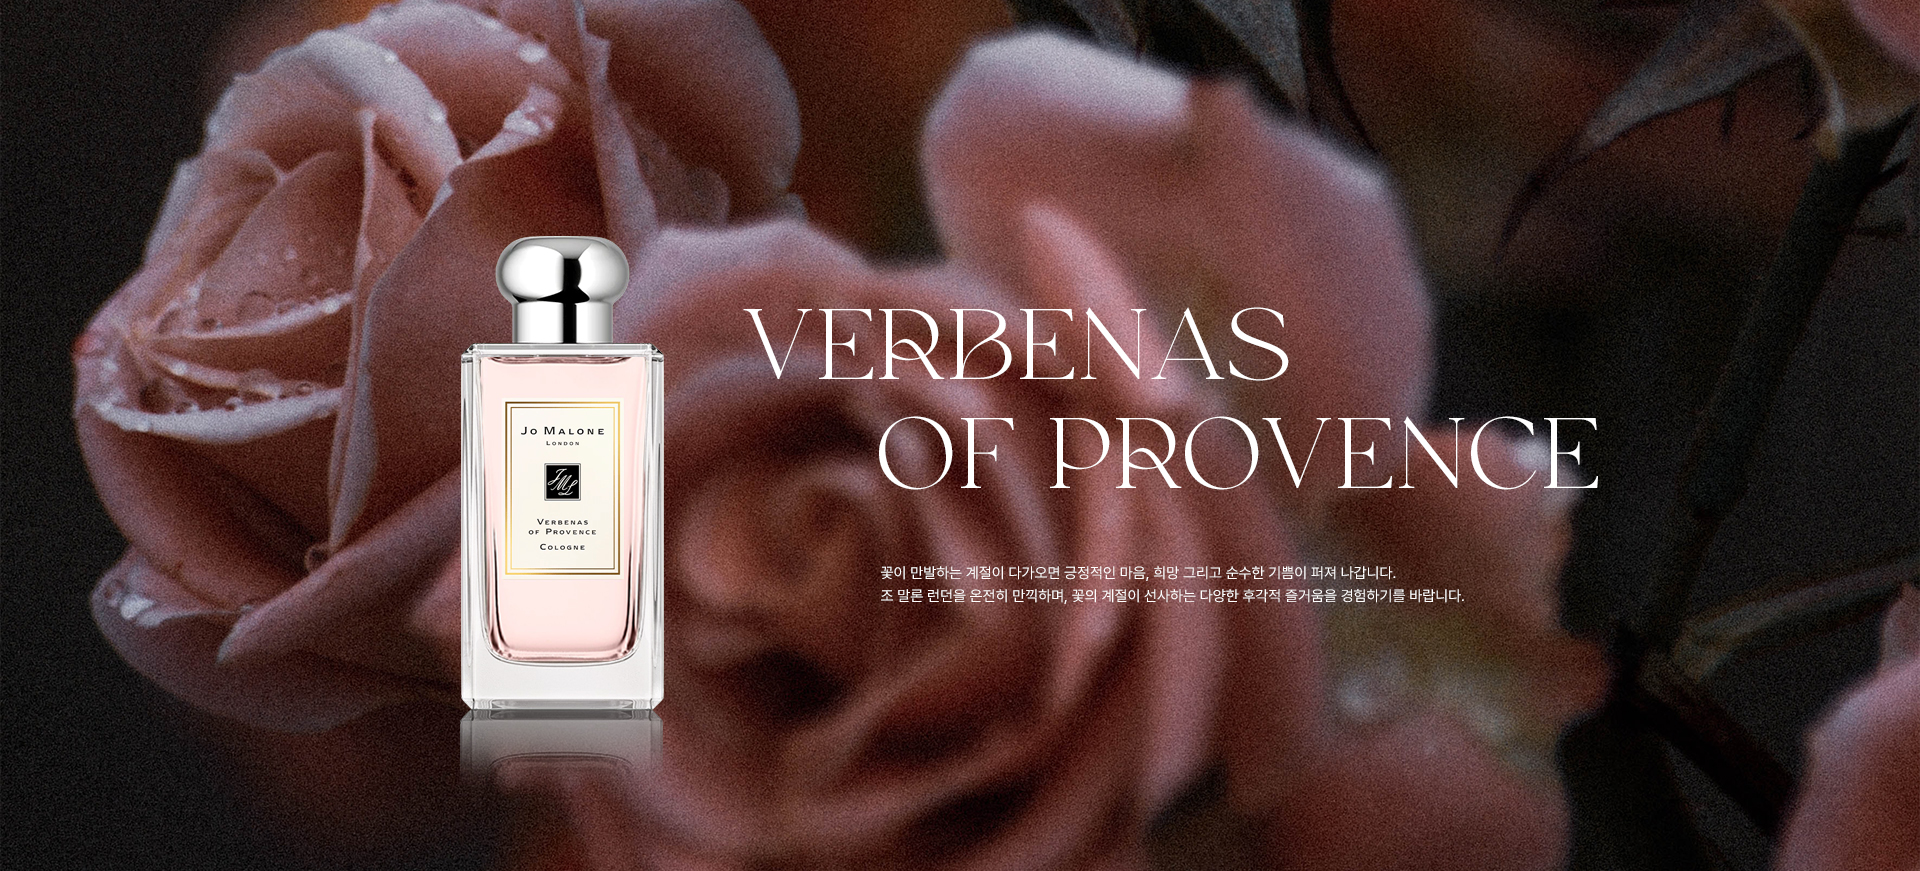 VERBENAS
OF PROVENCE
JO MALONE
LONDON
JML
VERBENAS
OF PROVENCE
COLOGNE
꽃이 만발하는 계절이 다가오면 긍정적인 마음, 희망 그리고 순수한 기쁨이 퍼져 나갑니다.
조 말론 런던을 온전히 만끽하며, 꽃의 계절이 선사하는 다양한 후각적 즐거움을 경험하기를 바랍니다.